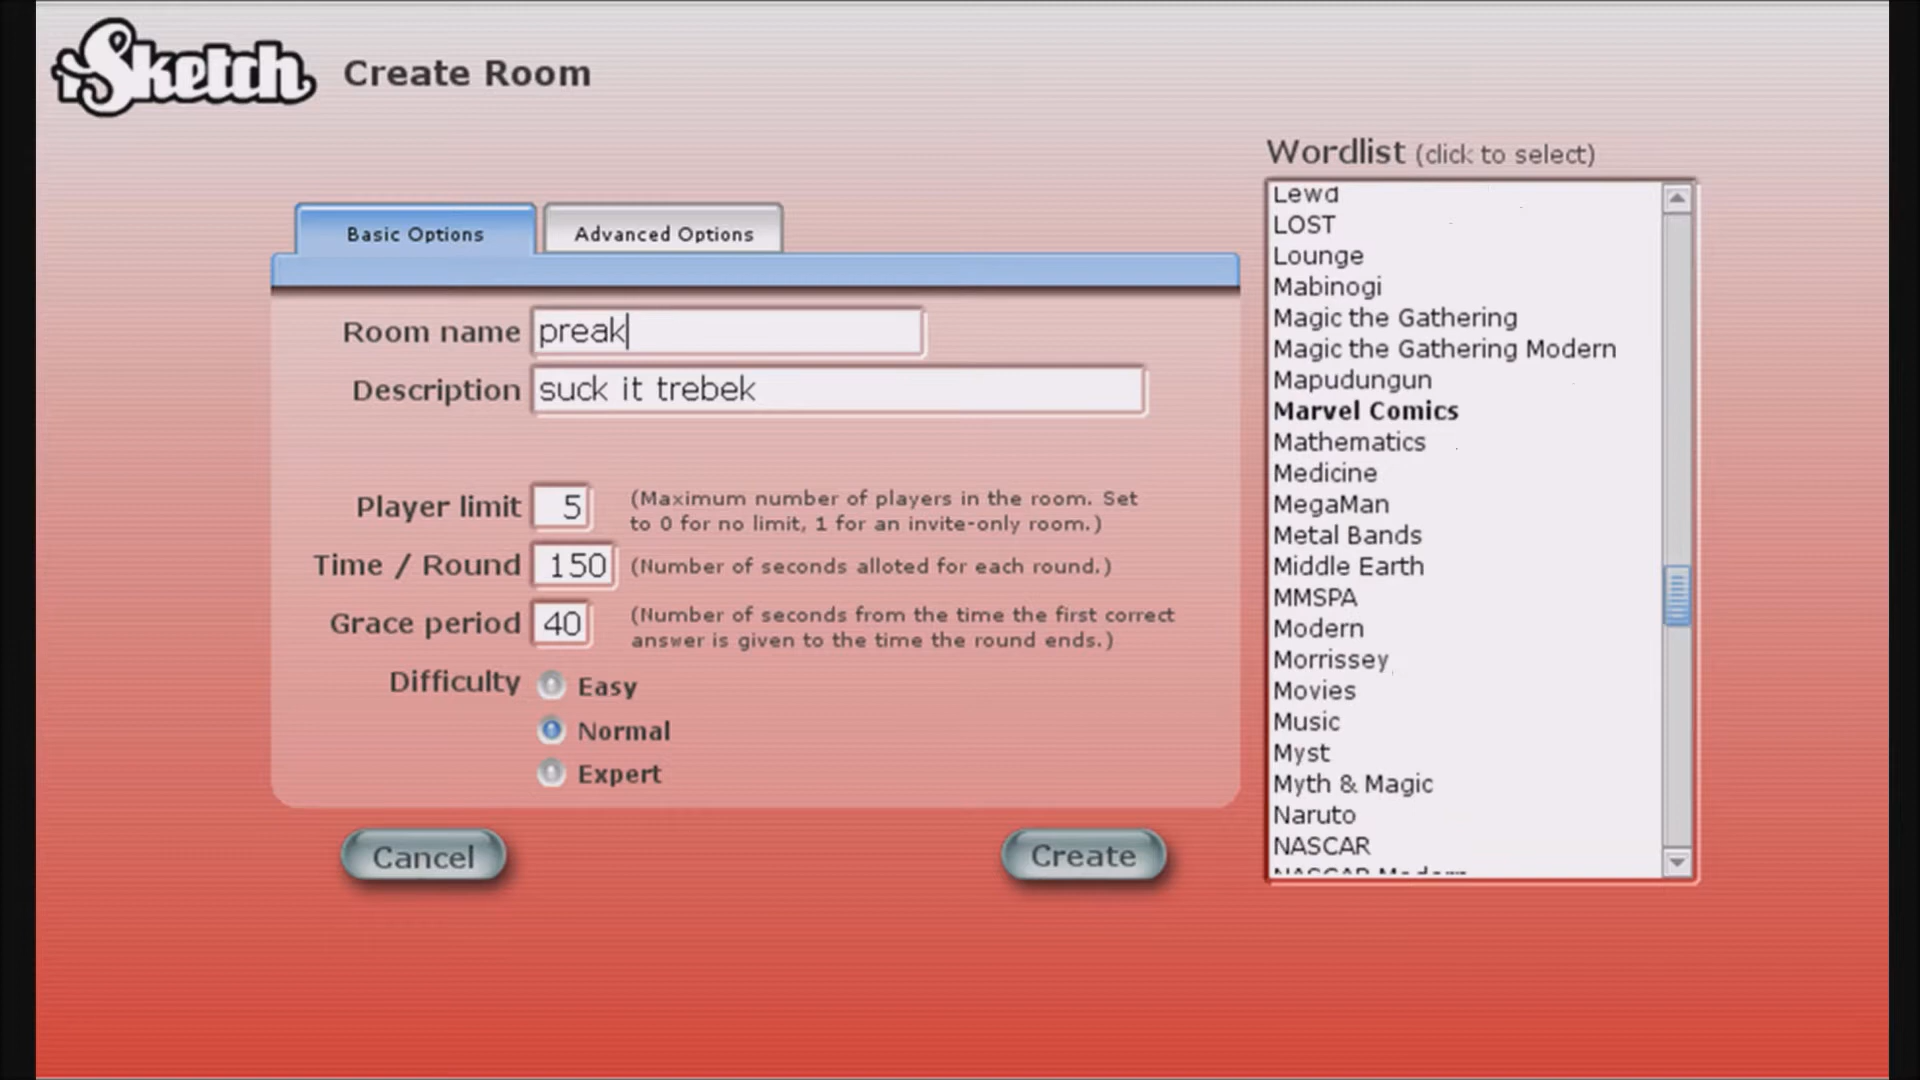 iSketch Create Room
Wordlist (click to select)
Basic Options
Advanced Options
Room name preak
Description suck it trebek
Player limit 5 (Maximum number of players in the room. Set
to 0 for no limit, 1 for an invite-only room.)
Time / Round 150 (Number of seconds alloted for each round.)
Grace period 40 (Number of seconds from the time the first correct
answer is given to the time the round ends.)
Difficulty
Easy
Normal
Expert
Cancel
Create
Lewd
LOST
Lounge
Mabinogi
Magic the Gathering
Magic the Gathering Modern
Mapudungun
Marvel Comics
Mathematics
Medicine
MegaMan
Metal Bands
Middle Earth
MMSPA
Modern
Morrissey
Movies
Music
Myst
Myth & Magic
Naruto
NASCAR
NASCAR Modern